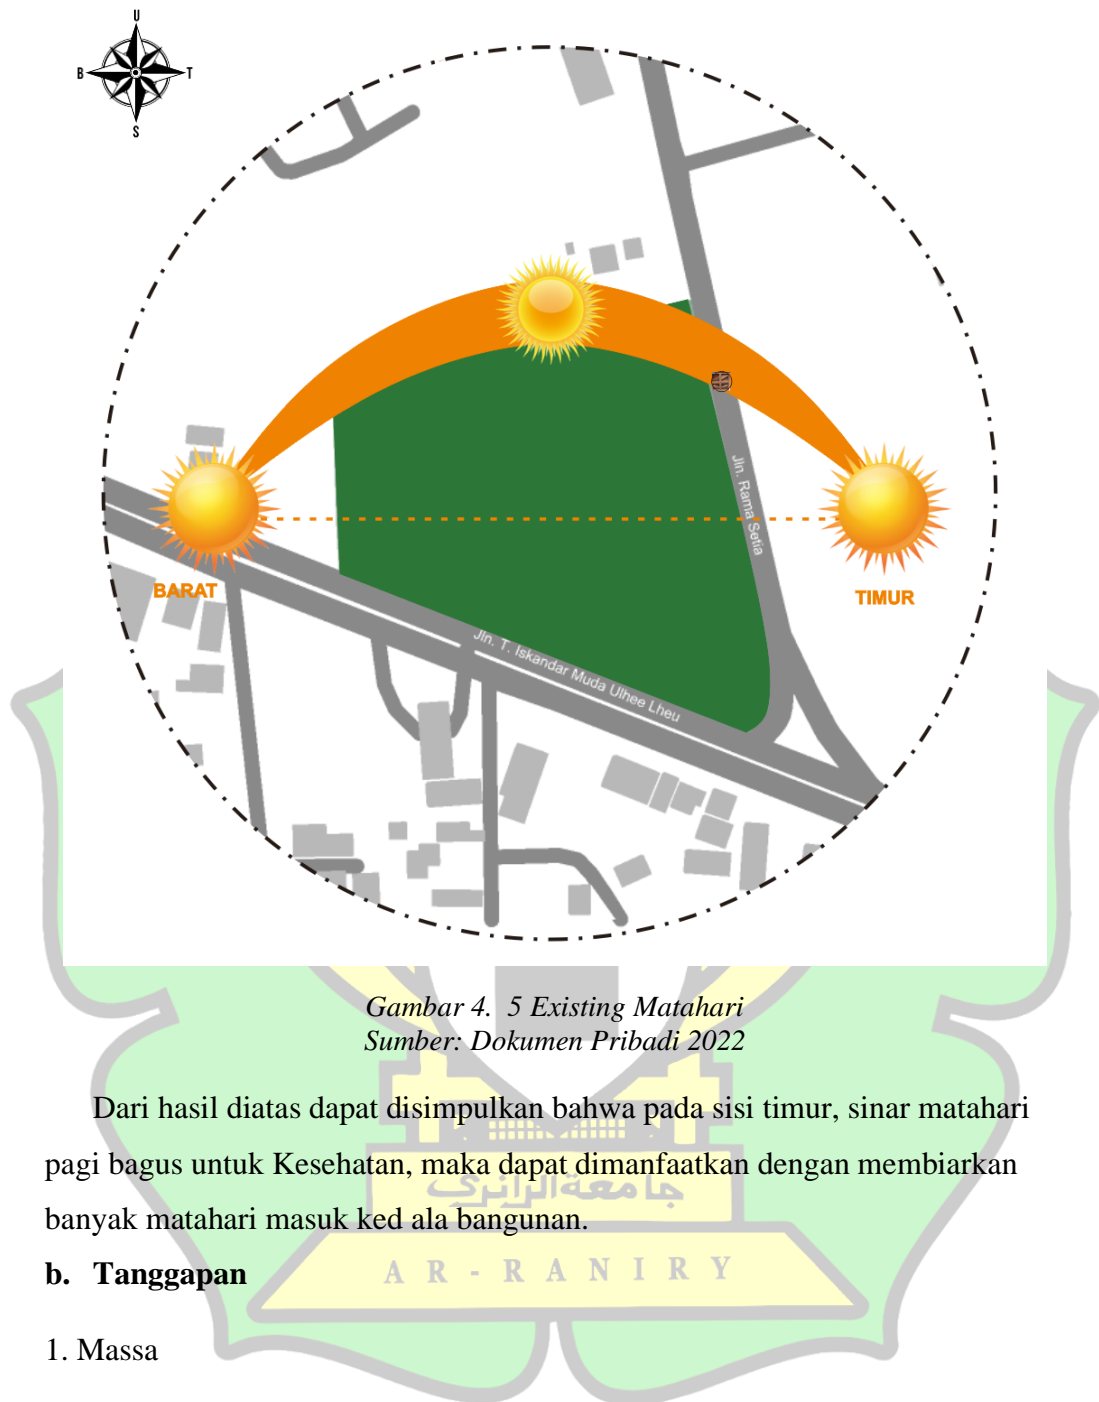 U
B
T
S
Jln. Rama Setia
BARAT
TIMUR
Jln. T. Iskandar Muda Ulhee Lheu
Gambar 4.  5 Existing Matahari
Sumber: Dokumen Pribadi 2022
Dari hasil diatas dapat disimpulkan bahwa pada sisi timur, sinar matahari
pagi bagus untuk Kesehatan, maka dapat dimanfaatkan dengan membiarkan
banyak matahari masuk ked ala bangunan.
جامعة الرانري
b. Tanggapan
AR-RANIRY
1. Massa